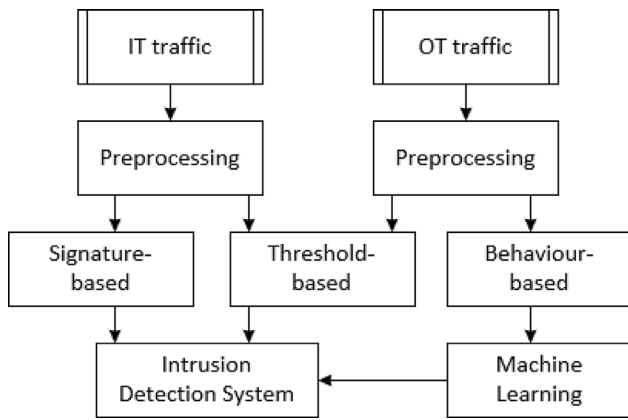 IT traffic
OT traffic
Preprocessing
Preprocessing
Signature-
based
Threshold-
based
Behaviour-
based
Intrusion
Detection System
Machine
Learning